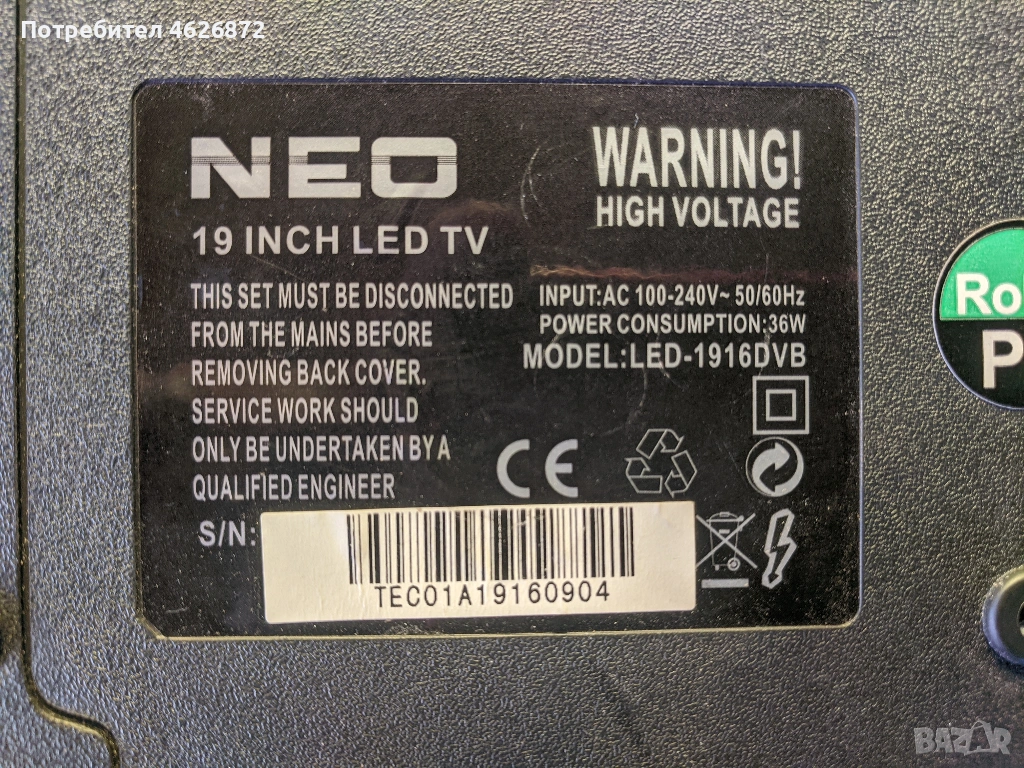 Потребител 4626872
NEO
19 INCH LED TV
THIS SET MUST BE DISCONNECTED
FROM THE MAINS BEFORE
REMOVING BACK COVER.
SERVICE WORK SHOULD
ONLY BE UNDERTAKEN BY A
QUALIFIED ENGINEER
WARNING!
HIGH VOLTAGE
INPUT:AC 100-240V~ 50/60Hz
POWER CONSUMPTION:36W
MODEL:LED-1916DVB
CE
S/N:
TEC01A19160904
Ro
P
BAZAR